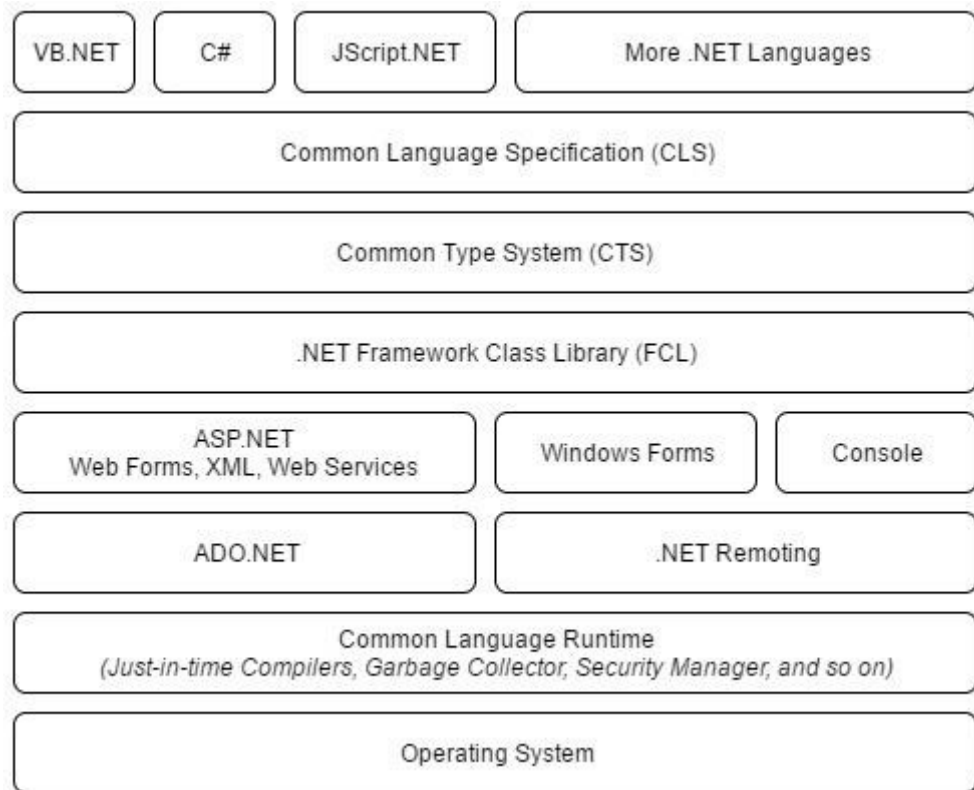 VB.NET
C#
JScript.NET
More .NET Languages
Common Language Specification (CLS)
Common Type System (CTS)
.NET Framework Class Library (FCL)
ASP.NET
Web Forms, XML, Web Services
Windows Forms
Console
ADO.NET
.NET Remoting
Common Language Runtime
(Just-in-time Compilers, Garbage Collector, Security Manager, and so on)
Operating System